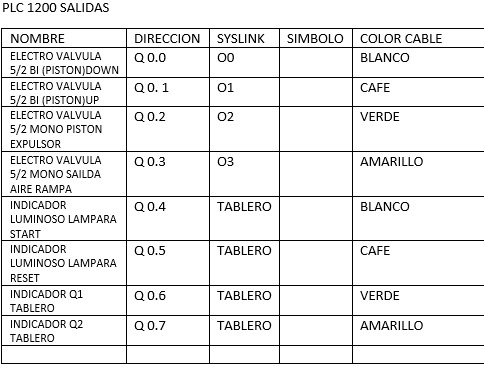 PLC 1200 SALIDAS
NOMBRE DIRECCION SYSLINK SIMBOLO COLOR CABLE
ELECTRO VALVULA Q 0.0 O0 BLANCO
5/2 BI (PISTON)DOWN
ELECTRO VALVULA Q 0. 1 O1 CAFE
5/2 BI (PISTON)UP
ELECTRO VALVULA Q 0.2 O2 VERDE
5/2 MONO PISTON
EXPULSOR
ELECTRO VALVULA Q 0.3 O3 AMARILLO
5/2 MONO SAILDA
AIRE RAMPA
INDICADOR Q 0.4 TABLERO BLANCO
LUMINOSO LAMPARA
START
INDICADOR Q 0.5 TABLERO CAFE
LUMINOSO LAMPARA
RESET
INDICADOR Q1 Q 0.6 TABLERO VERDE
TABLERO
INDICADOR Q2 Q 0.7 TABLERO AMARILLO
TABLERO